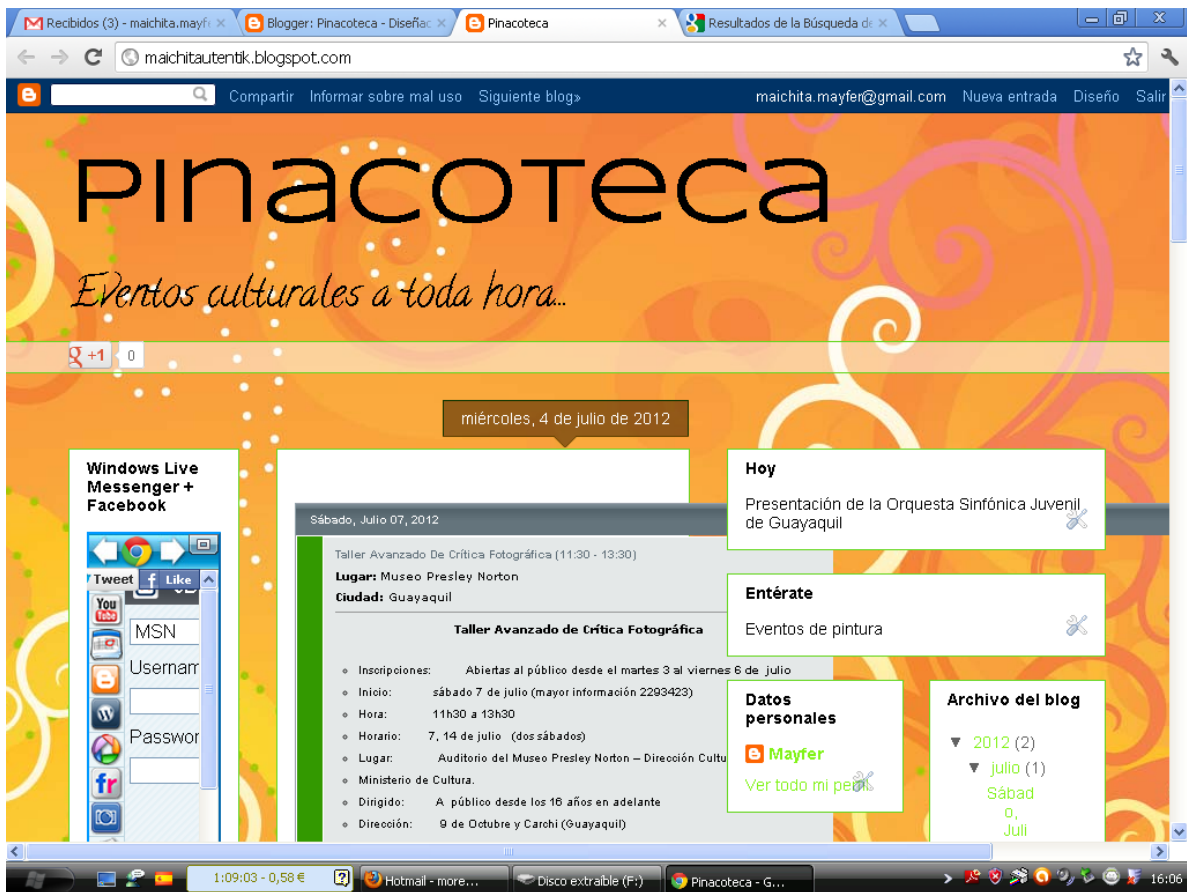 Recibidos (3) - maichita.mayf
Blogger: Pinacoteca - Diseña
Pinacoteca
Resultados de la Búsqueda de
maichitautentik.blogspot.com
Compartir Informar sobre mal uso Siguiente blog»
maichita.mayfer@gmail.com Nueva entrada Diseño Salir
Pinacoteca
Eventos culturales a toda hora...
+1 0
miércoles, 4 de julio de 2012
Windows Live
Messenger +
Facebook
Tweet Like
You
Tube
MSN
Usernam
Passwor
Sábado, Julio 07, 2012
Taller Avanzado De Crítica Fotográfica (11:30 - 13:30)
Lugar: Museo Presley Norton
Ciudad: Guayaquil
Taller Avanzado de Crítica Fotográfica
Inscripciones: Abiertas al público desde el martes 3 al viernes 6 de julio
Inicio: sábado 7 de julio (mayor información 2293423)
Hora: 11h30 a 13h30
Horario: 7, 14 de julio (dos sábados)
Lugar: Auditorio del Museo Presley Norton – Dirección Cultu
Ministerio de Cultura.
Dirigido: A público desde los 16 años en adelante
Dirección: 9 de Octubre y Carchi (Guayaquil)
Hoy
Presentación de la Orquesta Sinfónica Juvenil
de Guayaquil
Entérate
Eventos de pintura
Datos
personales
Mayfer
Ver todo mi pe
Archivo del blog
▼ 2012 (2)
▼ julio (1)
Sábad
o,
Juli
1:09:03 - 0,58 €
Hotmail - more...
Disco extraíble (F:)
Pinacoteca - G...
16:06